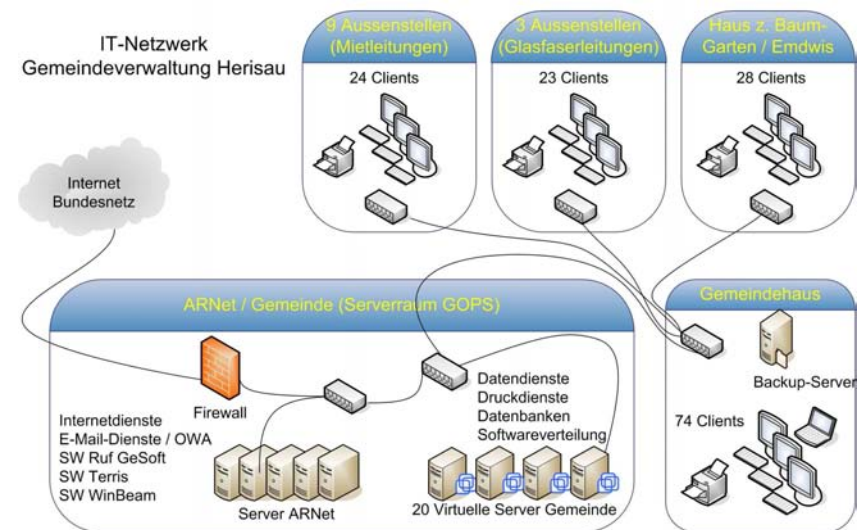 IT-Netzwerk
Gemeindeverwaltung Herisau
9 Aussenstellen
(Mietleitungen)
24 Clients
3 Aussenstellen
(Glasfaserleitungen)
23 Clients
Haus z. Baum-
Garten / Emdwis
28 Clients
Internet
Bundesnetz
ARNet / Gemeinde (Serverraum GOPS)
Firewall
Internetdienste
E-Mail-Dienste / OWA
SW Ruf GeSoft
SW Terris
SW WinBeam
Server ARNet
Datendienste
Druckdienste
Datenbanken
Softwareverteilung
20 Virtuelle Server Gemeinde
Gemeindehaus
Backup-Server
74 Clients